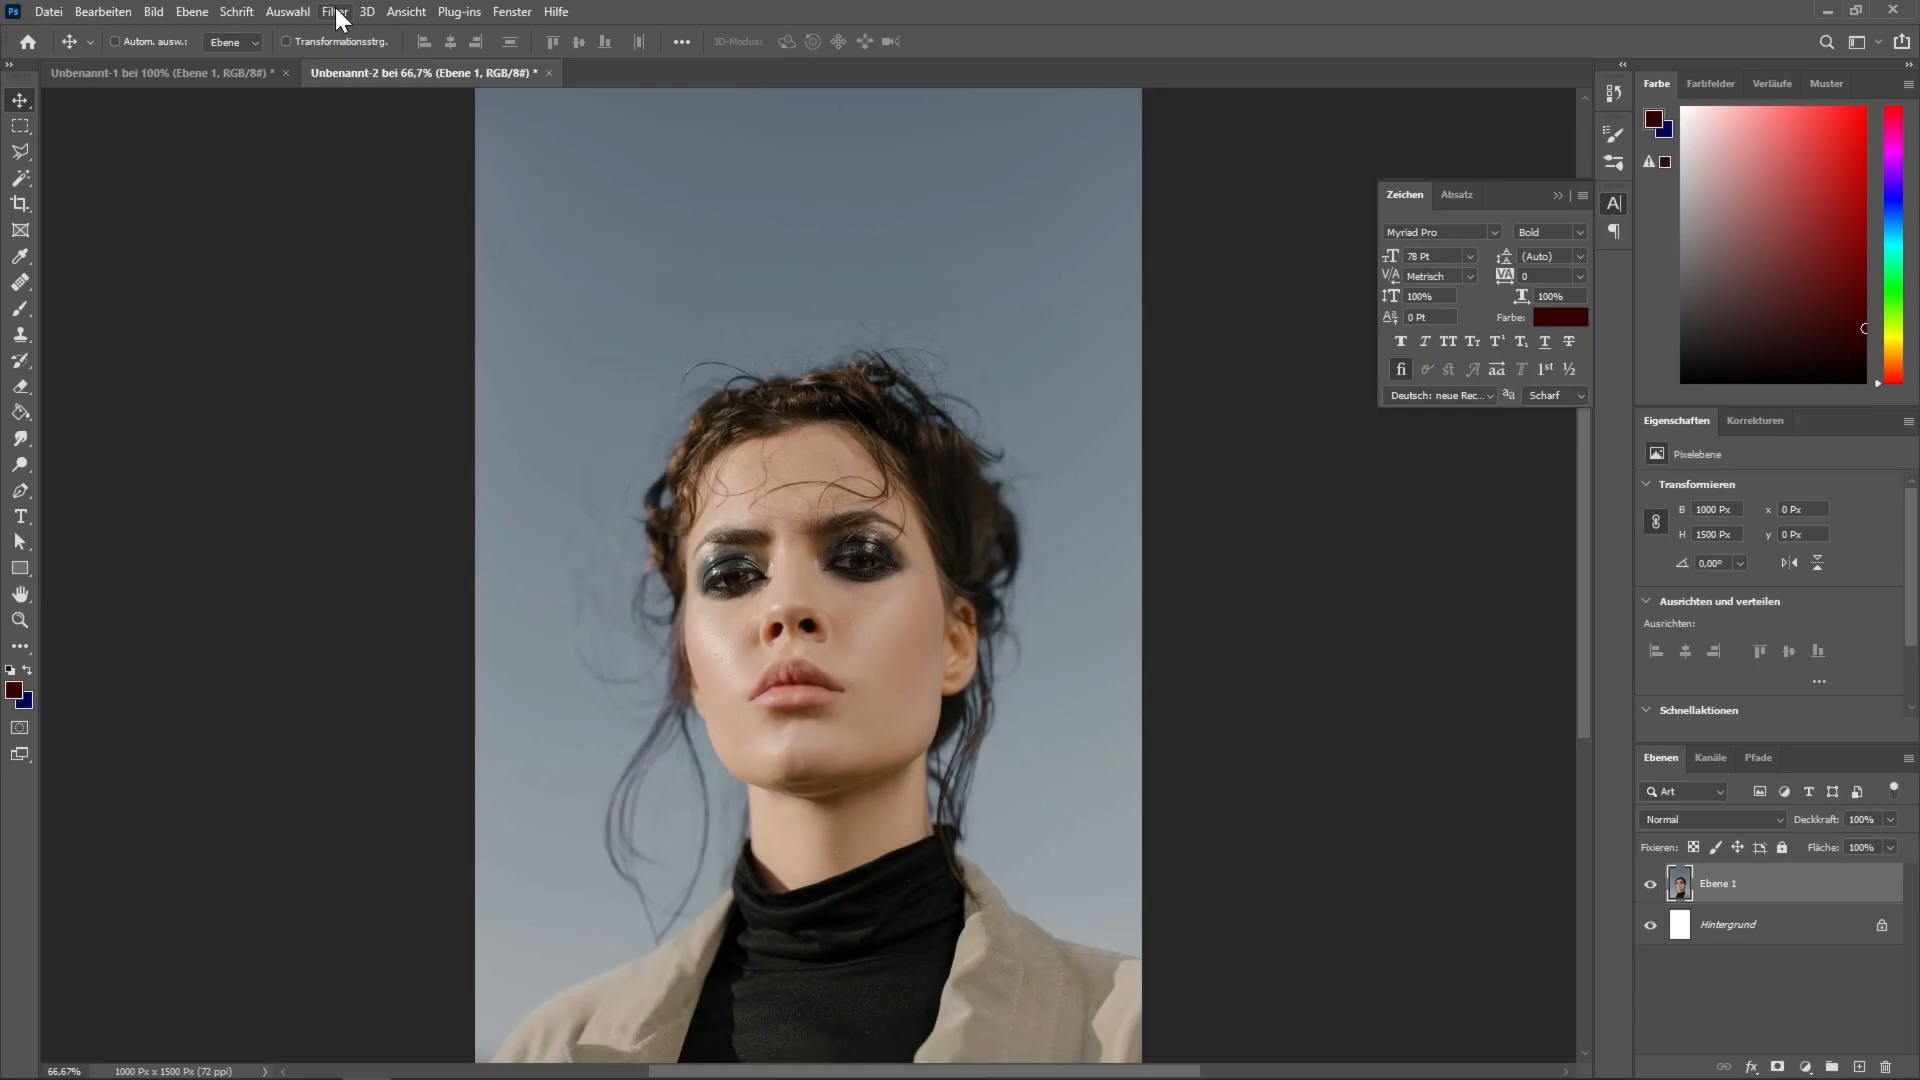 Ps Datei Bearbeiten Bild Ebene Schrift Auswahl Filter 3D Ansicht Plug-ins Fenster Hilfe
Autom. ausw.: Ebene Transformationsstrg. 3D-Modus:
Unbenannt-1 bei 100% (Ebene 1, RGB/8#) * Unbenannt-2 bei 66,7% (Ebene 1, RGB/8#) *
Farbe Farbfelder Verläufe Muster
Zeichen Absatz
Myriad Pro Bold
78 Pt (Auto)
Metrisch 0
100% 100%
0 Pt Farbe:
Deutsch: neue Rec... Scharf
Eigenschaften Korrekturen
Pixelebene
Transformieren
B 1000 Px x 0 Px
H 1500 Px y 0 Px
0,00°
Ausrichten und verteilen
Ausrichten:
Schnellaktionen
Ebenen Kanäle Pfade
Art
Normal Deckkraft: 100%
Fixieren: Fläche: 100%
Ebene 1
Hintergrund
66,67% 1000 Px x 1500 Px (72 ppi)